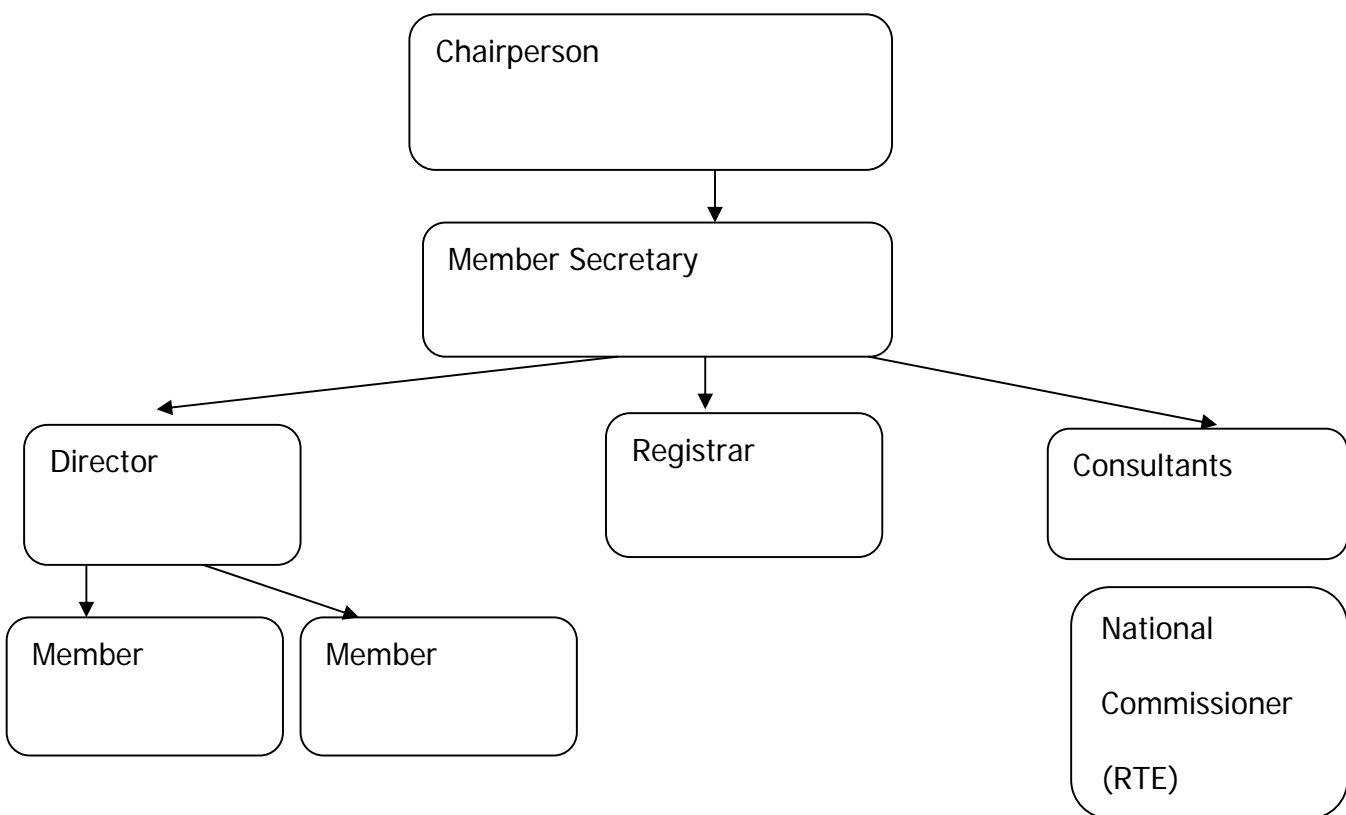 Chairperson
Member Secretary
Director
Registrar
Consultants
Member
Member
National
Commissioner
(RTE)